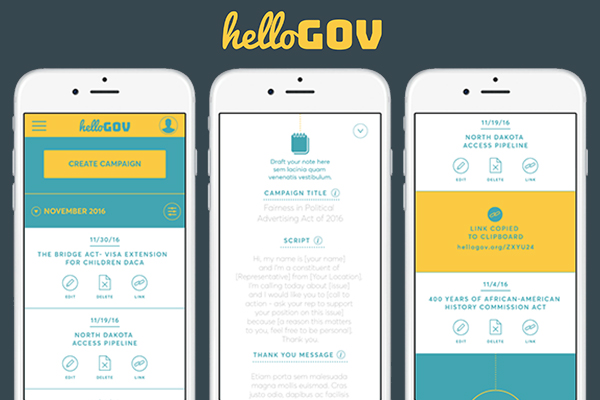 helloGOV
helloGOV
CREATE CAMPAIGN
NOVEMBER 2016
11/30/16
THE BRIDGE ACT- VISA EXTENSION
FOR CHILDREN DACA
EDIT DELETE LINK
11/19/16
NORTH DAKOTA
ACCESS PIPELINE
EDIT DELETE LINK
Draft your note here
sem lacinia quam
venenatis vestibulum.
CAMPAIGN TITLE i
Fairness in Political
Advertising Act of 2016
SCRIPT i
Hi, my name is [your name]
and I'm a constituent of
[Representative] from [Your Location].
I'm calling today about [issue]
and I would like you to [call to
action - ask your rep to support
your position on this issue]
because [a reason this matters
to you, feel free to be personal].
Thank you.
THANK YOU MESSAGE i
Etiam porta sem malesuada
magna mollis euismod. Cras
justo odio, dapibus ac facilisis
11/19/16
NORTH DAKOTA
ACCESS PIPELINE
EDIT DELETE LINK
LINK COPIED
TO CLIPBOARD
hellogov.org/ZXYU24
11/4/16
400 YEARS OF AFRICAN-AMERICAN
HISTORY COMMISSION ACT
EDIT DELETE LINK